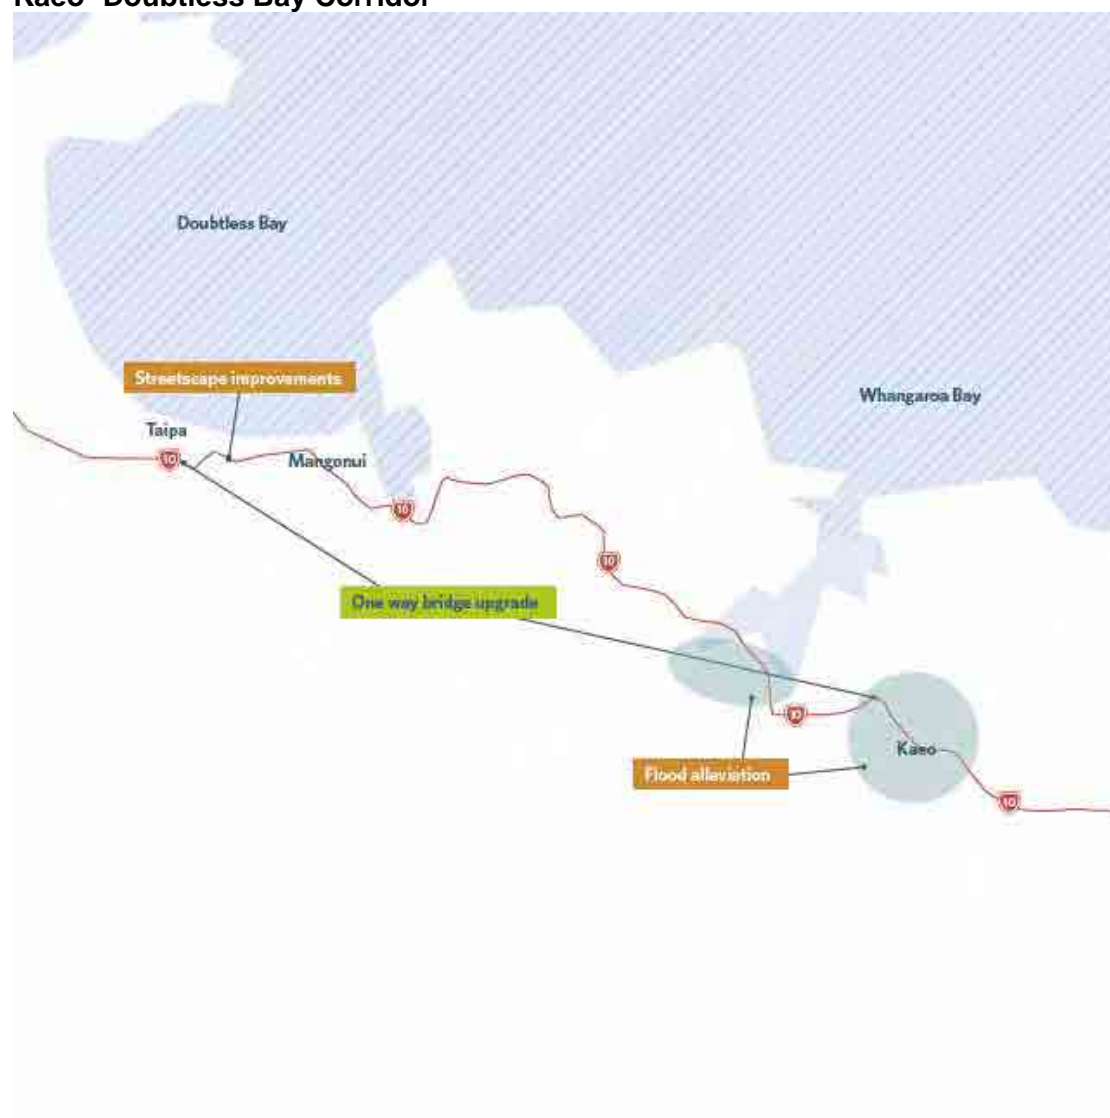 Kaeo- Doubtless Bay Corridor
Doubtless Bay
Streetscape improvements
Whangaroa Bay
Taipa
10
Mangonui
10
10
One way bridge upgrade
10
Kaeo
Flood alleviation
10